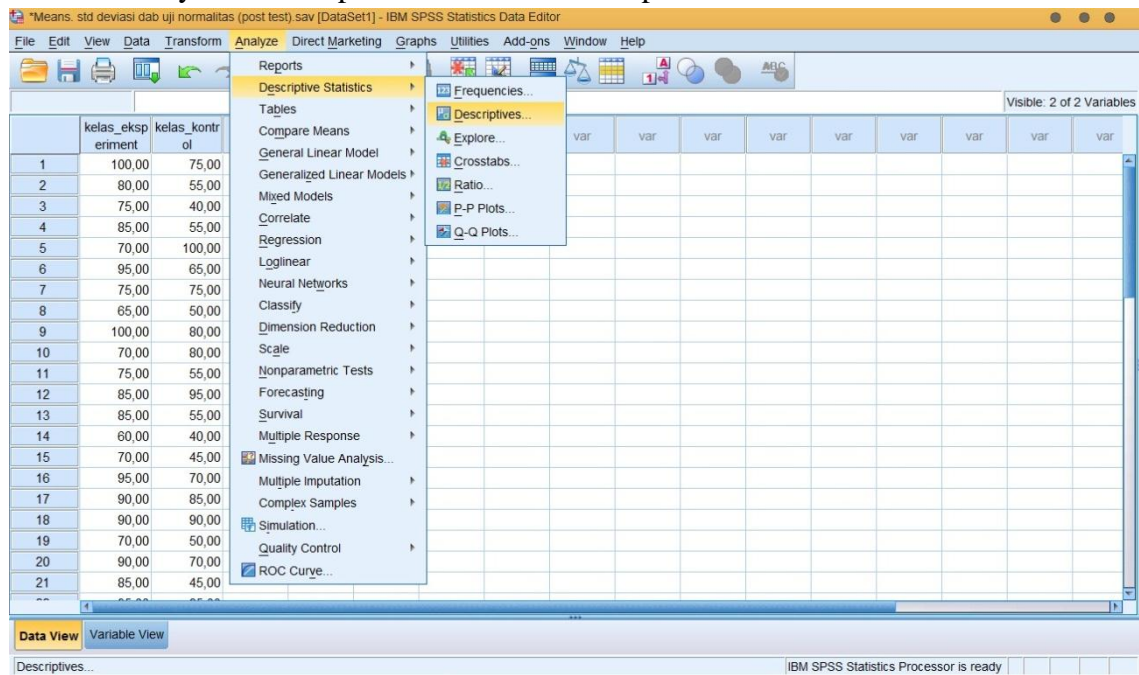 *Means. std deviasi dab uji normalitas (post test).sav [DataSet1] - IBM SPSS Statistics Data Editor
File Edit View Data Transform Analyze Direct Marketing Graphs Utilities Add-ons Window Help
Visible: 2 of 2 Variables
kelas_eksperiment kelas_kontrol var var var var var var var var
1 100,00 75,00
2 80,00 55,00
3 75,00 40,00
4 85,00 55,00
5 70,00 100,00
6 95,00 65,00
7 75,00 75,00
8 65,00 50,00
9 100,00 80,00
10 70,00 80,00
11 75,00 55,00
12 85,00 95,00
13 85,00 55,00
14 60,00 40,00
15 70,00 45,00
16 95,00 70,00
17 90,00 85,00
18 90,00 90,00
19 70,00 50,00
20 90,00 70,00
21 85,00 45,00
Reports
Descriptive Statistics
Tables
Compare Means
General Linear Model
Generalized Linear Models
Mixed Models
Correlate
Regression
Loglinear
Neural Networks
Classify
Dimension Reduction
Scale
Nonparametric Tests
Forecasting
Survival
Multiple Response
Missing Value Analysis...
Multiple Imputation
Complex Samples
Simulation...
Quality Control
ROC Curve...
Frequencies...
Descriptives...
Explore...
Crosstabs...
Ratio...
P-P Plots...
Q-Q Plots...
Data View Variable View
Descriptives... IBM SPSS Statistics Processor is ready